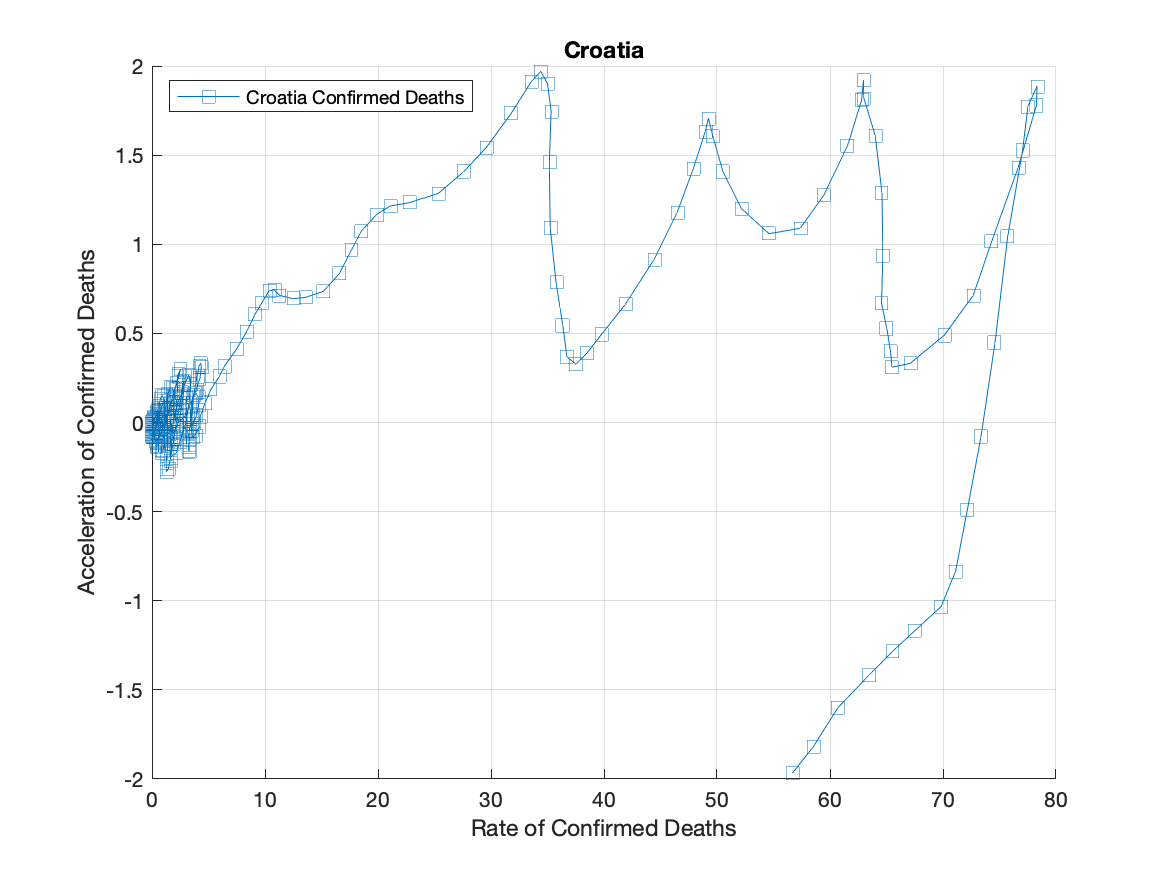 Croatia
Croatia Confirmed Deaths
Acceleration of Confirmed Deaths
2
1.5
1
0.5
0
-0.5
-1
-1.5
-2
0 10 20 30 40 50 60 70 80
Rate of Confirmed Deaths